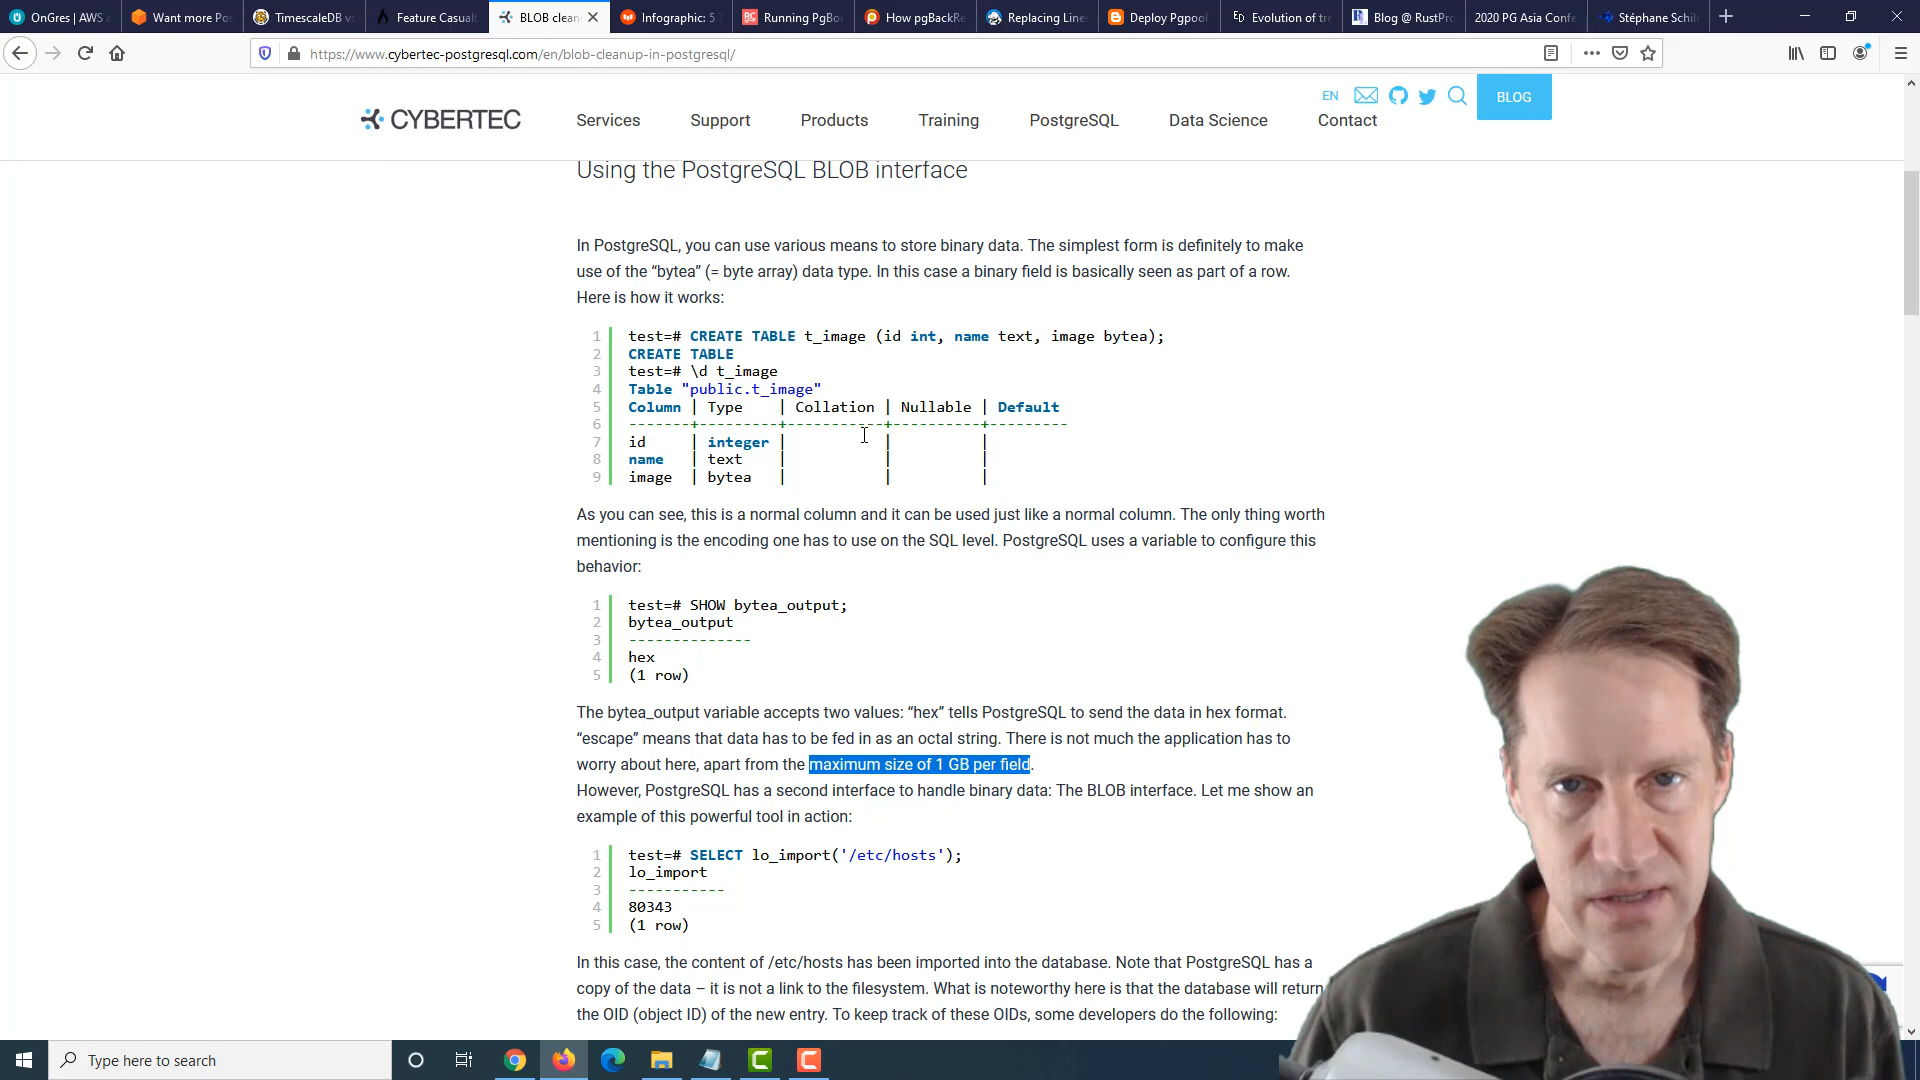 OnGres | AWS a
Want more Pos
TimescaleDB vs
Feature Casualt
BLOB clean
Infographic: 5 T
Running PgBou
How pgBackRe
Replacing Lines
Deploy Pgpool
Evolution of tre
Blog @ RustPro
2020 PG Asia Confe
Stéphane Schil
https://www.cybertec-postgresql.com/en/blob-cleanup-in-postgresql/
EN
BLOG
CYBERTEC
Services
Support
Products
Training
PostgreSQL
Data Science
Contact
Using the PostgreSQL BLOB interface
In PostgreSQL, you can use various means to store binary data. The simplest form is definitely to make
use of the “bytea” (= byte array) data type. In this case a binary field is basically seen as part of a row.
Here is how it works:
1 test=# CREATE TABLE t_image (id int, name text, image bytea);
2 CREATE TABLE
3 test=# \d t_image
4 Table "public.t_image"
5 Column | Type | Collation | Nullable | Default
6 -------+---------+-----------+----------+---------
7 id | integer | | |
8 name | text | | |
9 image | bytea | | |
As you can see, this is a normal column and it can be used just like a normal column. The only thing worth
mentioning is the encoding one has to use on the SQL level. PostgreSQL uses a variable to configure this
behavior:
1 test=# SHOW bytea_output;
2 bytea_output
3 --------------
4 hex
5 (1 row)
The bytea_output variable accepts two values: “hex” tells PostgreSQL to send the data in hex format.
“escape” means that data has to be fed in as an octal string. There is not much the application has to
worry about here, apart from the maximum size of 1 GB per field.
However, PostgreSQL has a second interface to handle binary data: The BLOB interface. Let me show an
example of this powerful tool in action:
1 test=# SELECT lo_import('/etc/hosts');
2 lo_import
3 -----------
4 80343
5 (1 row)
In this case, the content of /etc/hosts has been imported into the database. Note that PostgreSQL has a
copy of the data – it is not a link to the filesystem. What is noteworthy here is that the database will return
the OID (object ID) of the new entry. To keep track of these OIDs, some developers do the following:
Type here to search